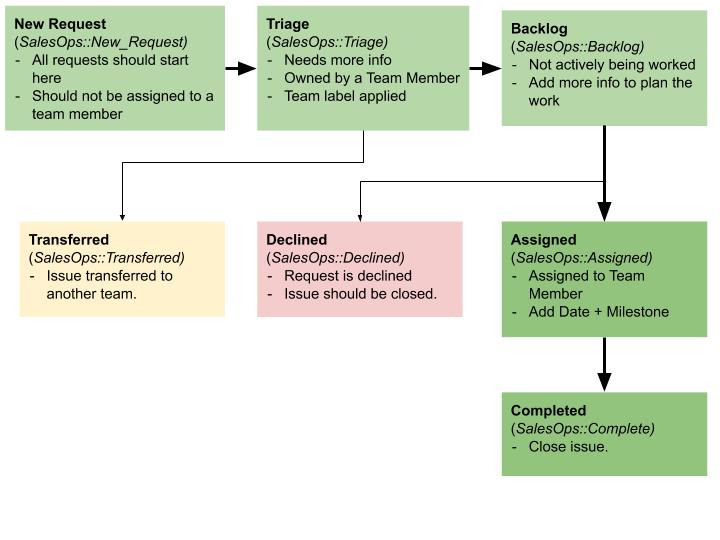 New Request
(SalesOps::New_Request)
- All requests should start
here
- Should not be assigned to a
team member
Triage
(SalesOps::Triage)
- Needs more info
- Owned by a Team Member
- Team label applied
Backlog
(SalesOps::Backlog)
- Not actively being worked
- Add more info to plan the
work
Transferred
(SalesOps::Transferred)
- Issue transferred to
another team.
Declined
(SalesOps::Declined)
- Request is declined
- Issue should be closed.
Assigned
(SalesOps::Assigned)
- Assigned to Team
Member
- Add Date + Milestone
Completed
(SalesOps::Complete)
- Close issue.